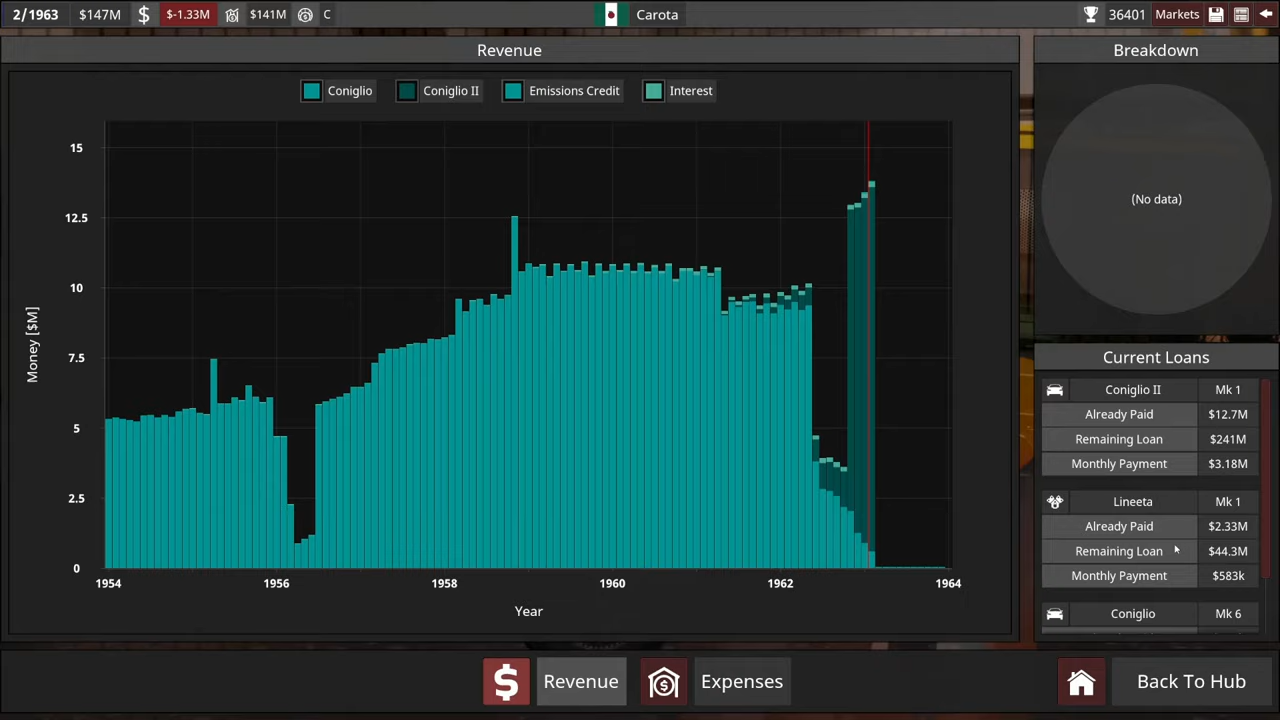 2/1963 $147M $-1.33M $141M C Carota 36401 Markets
Revenue
Coniglio Coniglio II Emissions Credit Interest
15
12.5
10
7.5
5
2.5
0
Money [$M]
1954 1956 1958 1960 1962 1964
Year
Breakdown
(No data)
Current Loans
Coniglio II Mk 1
Already Paid $12.7M
Remaining Loan $241M
Monthly Payment $3.18M
Lineeta Mk 1
Already Paid $2.33M
Remaining Loan $44.3M
Monthly Payment $583k
Coniglio Mk 6
$ Revenue Expenses Back To Hub